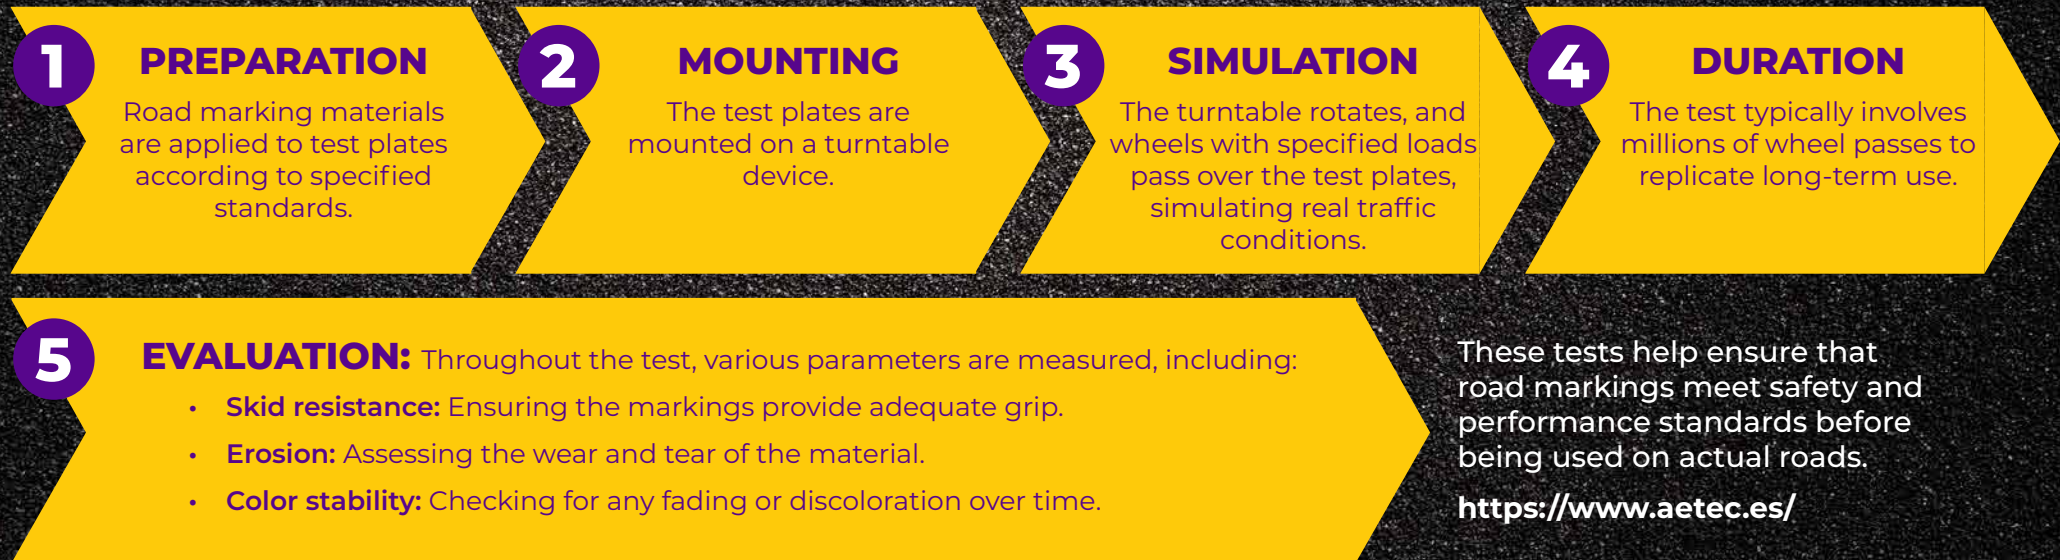 1
PREPARATION
Road marking materials
are applied to test plates
according to specified
standards.
2
MOUNTING
The test plates are
mounted on a turntable
device.
3
SIMULATION
The turntable rotates, and
wheels with specified loads
pass over the test plates,
simulating real traffic
conditions.
4
DURATION
The test typically involves
millions of wheel passes to
replicate long-term use.
5
EVALUATION: Throughout the test, various parameters are measured, including:
• Skid resistance: Ensuring the markings provide adequate grip.
• Erosion: Assessing the wear and tear of the material.
• Color stability: Checking for any fading or discoloration over time.
These tests help ensure that
road markings meet safety and
performance standards before
being used on actual roads.
https://www.aetec.es/